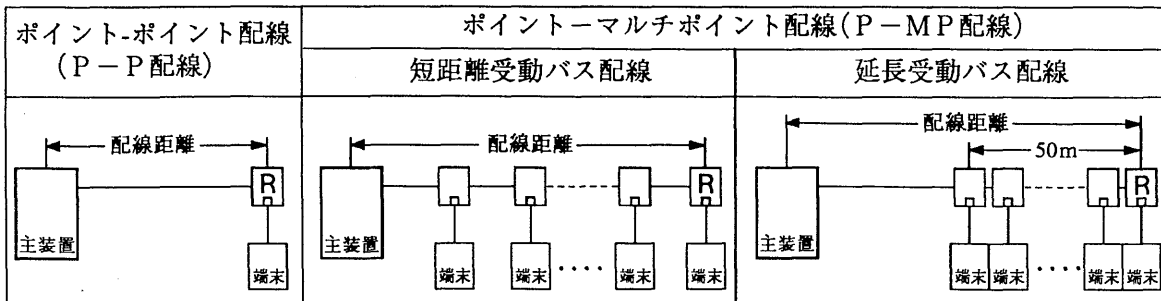 ポイント-ポイント配線
(P－P配線)
ポイントーマルチポイント配線(P－MP配線)
短距離受動バス配線
延長受動バス配線
配線距離
R
主装置
端末
配線距離
R
主装置
端末
端末
････
端末
端末
配線距離
50m
R
主装置
端末
端末
････
端末
端末